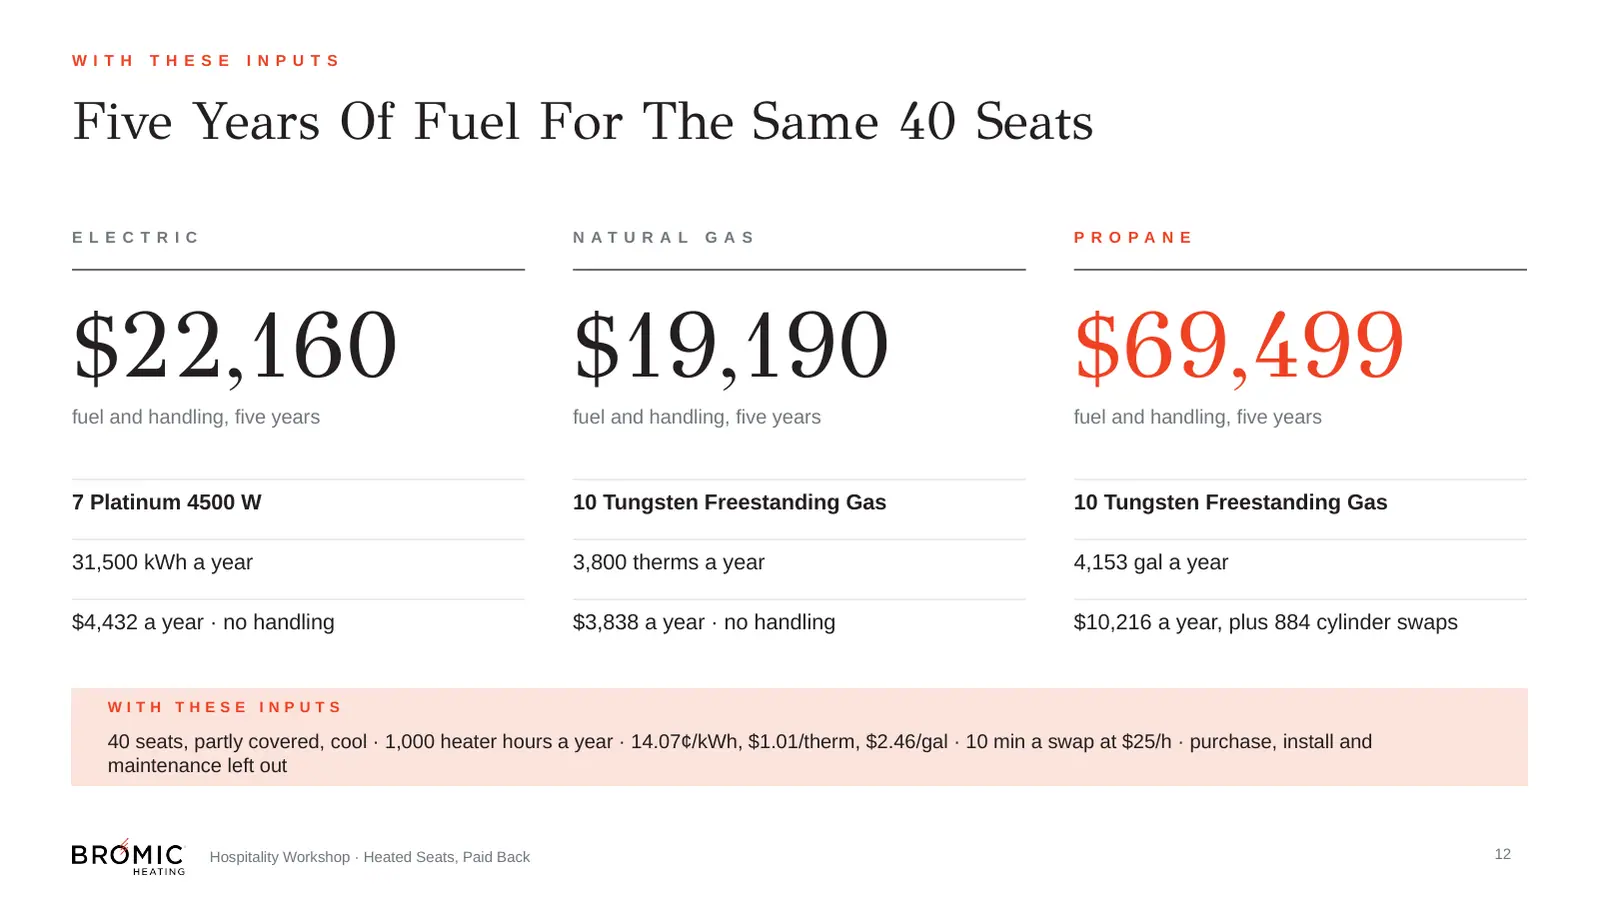 WITH THESE INPUTS
Five Years Of Fuel For The Same 40 Seats
ELECTRIC
$22,160
fuel and handling, five years
7 Platinum 4500 W
31,500 kWh a year
$4,432 a year · no handling
NATURAL GAS
$19,190
fuel and handling, five years
10 Tungsten Freestanding Gas
3,800 therms a year
$3,838 a year · no handling
PROPANE
$69,499
fuel and handling, five years
10 Tungsten Freestanding Gas
4,153 gal a year
$10,216 a year, plus 884 cylinder swaps
WITH THESE INPUTS
40 seats, partly covered, cool · 1,000 heater hours a year · 14.07¢/kWh, $1.01/therm, $2.46/gal · 10 min a swap at $25/h · purchase, install and
maintenance left out
BROMIC
HEATING
Hospitality Workshop · Heated Seats, Paid Back
12